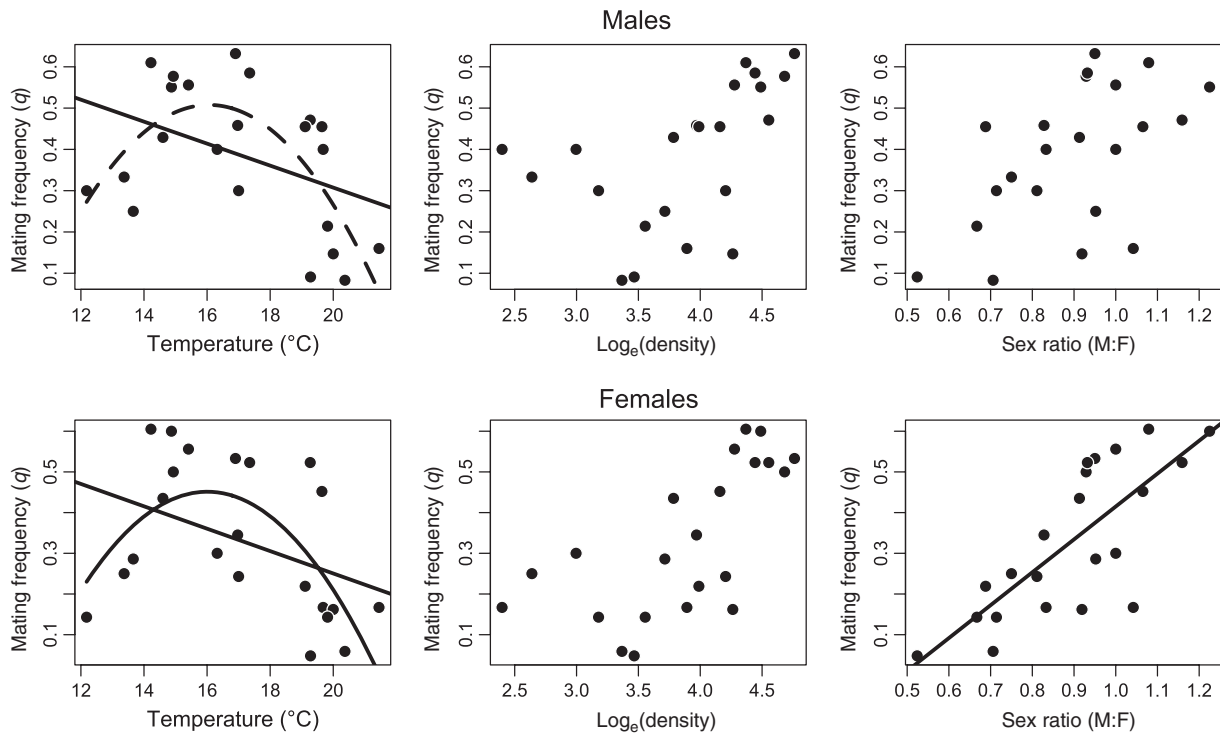 Males
Mating frequency (q)
0.1 0.2 0.3 0.4 0.5 0.6
12 14 16 18 20
Temperature (°C)
Mating frequency (q)
0.1 0.2 0.3 0.4 0.5 0.6
2.5 3.0 3.5 4.0 4.5
Logₑ(density)
Mating frequency (q)
0.1 0.2 0.3 0.4 0.5 0.6
0.5 0.6 0.7 0.8 0.9 1.0 1.1 1.2
Sex ratio (M:F)
Females
Mating frequency (q)
0.1 0.3 0.5
12 14 16 18 20
Temperature (°C)
Mating frequency (q)
0.1 0.3 0.5
2.5 3.0 3.5 4.0 4.5
Logₑ(density)
Mating frequency (q)
0.1 0.3 0.5
0.5 0.6 0.7 0.8 0.9 1.0 1.1 1.2
Sex ratio (M:F)